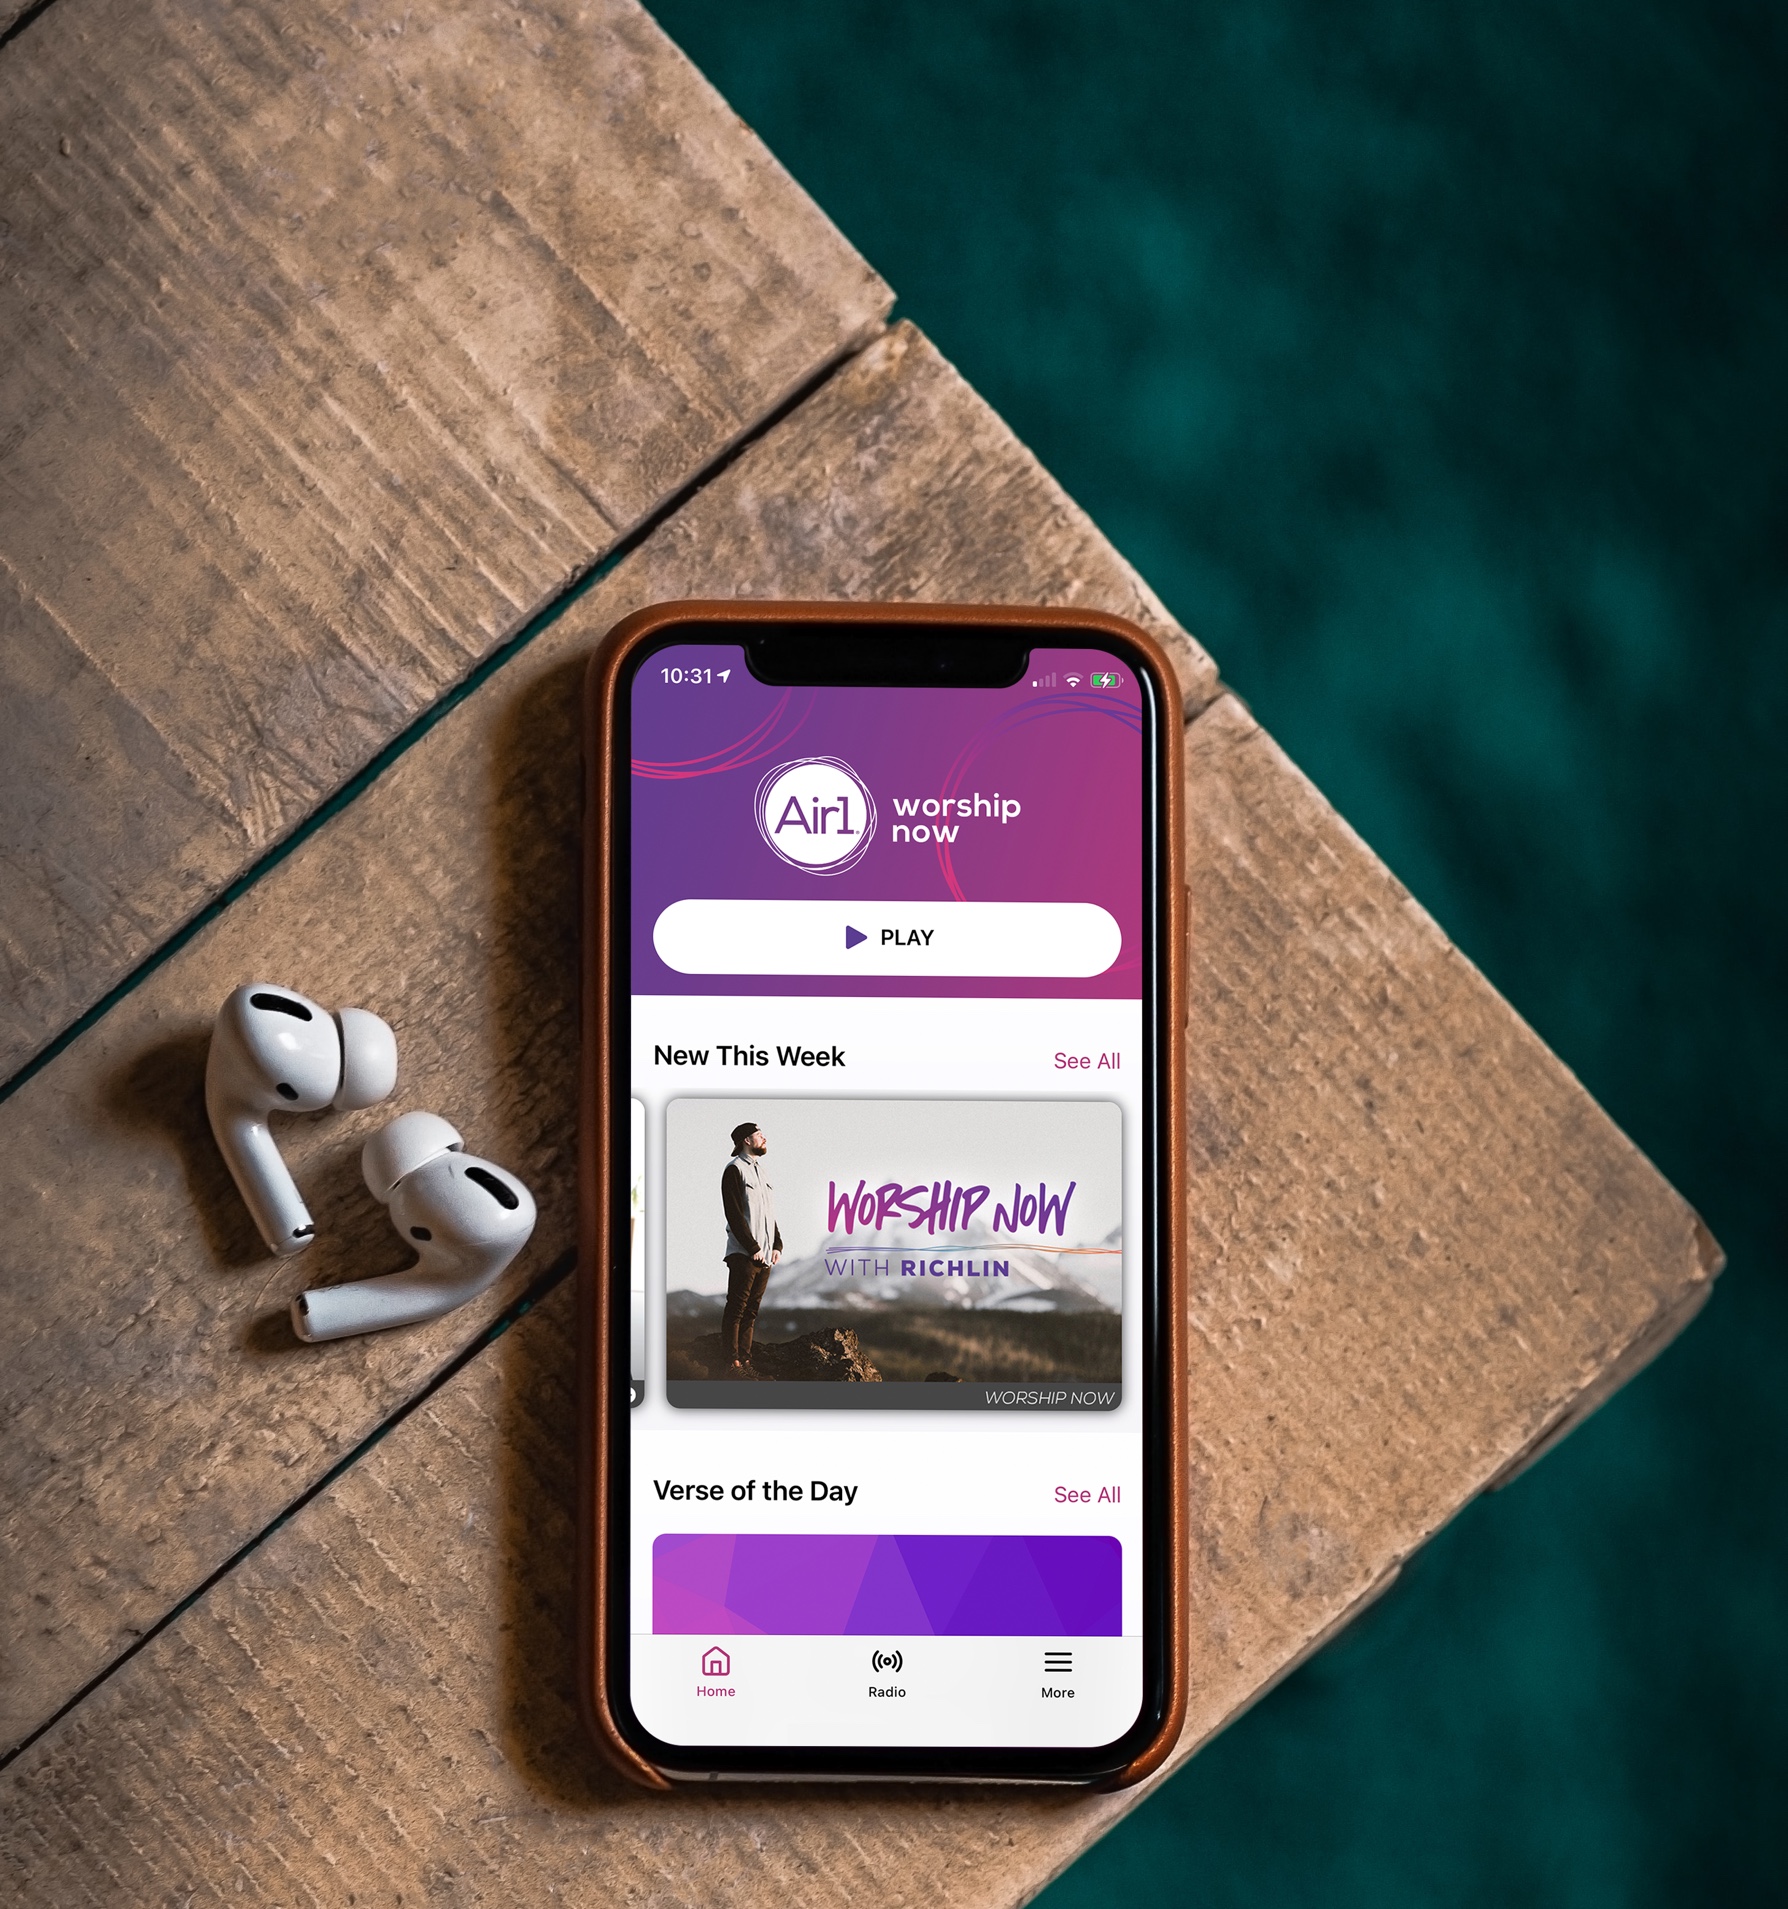 10:31
Air1
worship
now
PLAY
New This Week
See All
WORSHIP NOW
WITH RICHLIN
WORSHIP NOW
Verse of the Day
See All
Home
Radio
More